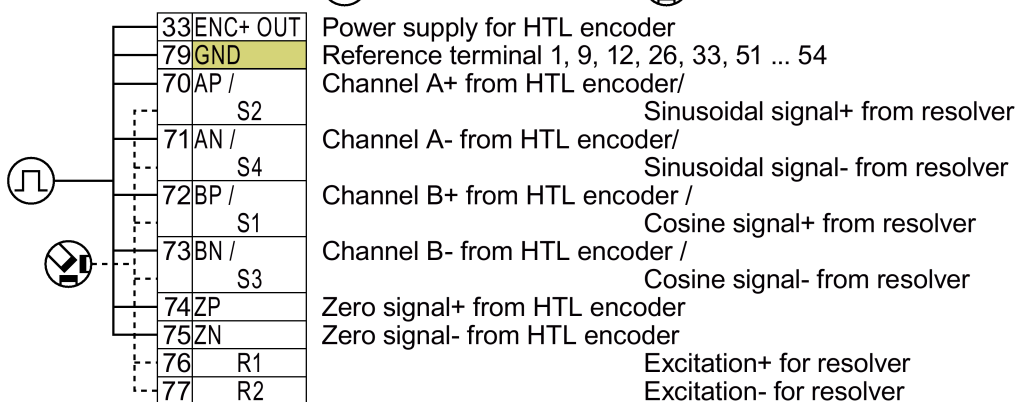 33 ENC+ OUT Power supply for HTL encoder
79 GND Reference terminal 1, 9, 12, 26, 33, 51 ... 54
70 AP / Channel A+ from HTL encoder/
S2 Sinusoidal signal+ from resolver
71 AN / Channel A- from HTL encoder/
S4 Sinusoidal signal- from resolver
72 BP / Channel B+ from HTL encoder /
S1 Cosine signal+ from resolver
73 BN / Channel B- from HTL encoder /
S3 Cosine signal- from resolver
74 ZP Zero signal+ from HTL encoder
75 ZN Zero signal- from HTL encoder
76 R1 Excitation+ for resolver
77 R2 Excitation- for resolver